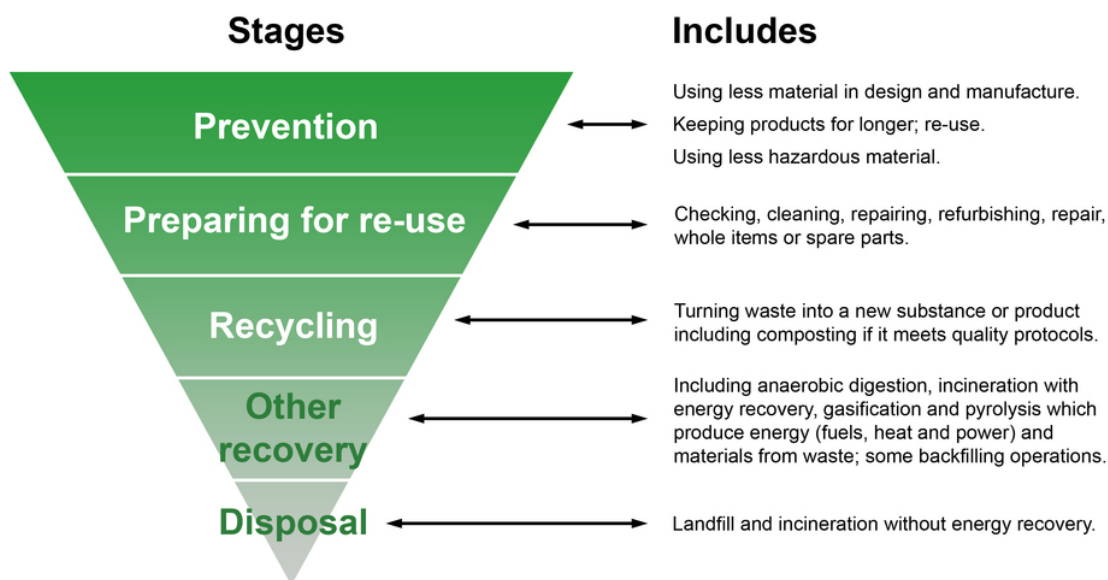 Stages
Includes
Prevention
Using less material in design and manufacture.
Keeping products for longer; re-use.
Using less hazardous material.
Preparing for re-use
Checking, cleaning, repairing, refurbishing, repair,
whole items or spare parts.
Recycling
Turning waste into a new substance or product
including composting if it meets quality protocols.
Other
recovery
Including anaerobic digestion, incineration with
energy recovery, gasification and pyrolysis which
produce energy (fuels, heat and power) and
materials from waste; some backfilling operations.
Disposal
Landfill and incineration without energy recovery.